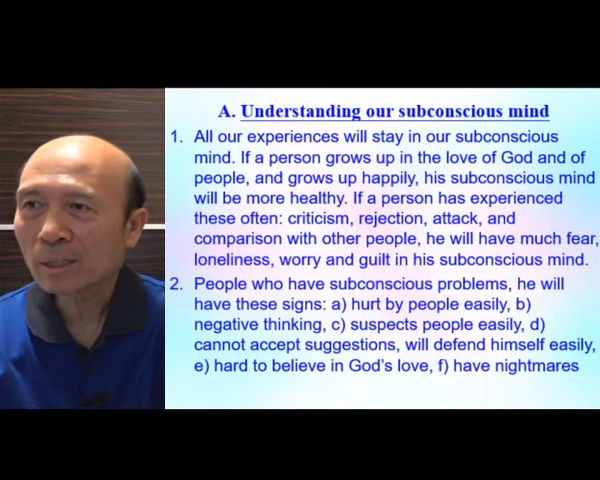 A. Understanding our subconscious mind
1. All our experiences will stay in our subconscious
mind. If a person grows up in the love of God and of
people, and grows up happily, his subconscious mind
will be more healthy. If a person has experienced
these often: criticism, rejection, attack, and
comparison with other people, he will have much fear,
loneliness, worry and guilt in his subconscious mind.
2. People who have subconscious problems, he will
have these signs: a) hurt by people easily, b)
negative thinking, c) suspects people easily, d)
cannot accept suggestions, will defend himself easily,
e) hard to believe in God's love, f) have nightmares